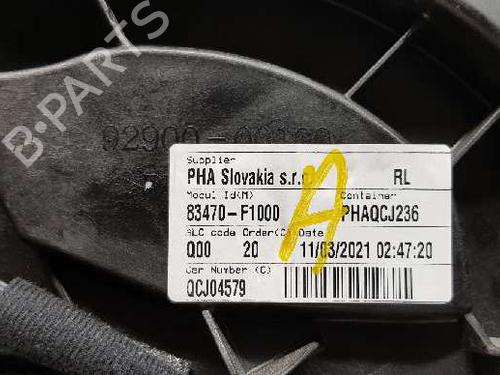 B-PARTS
Supplier
PHA Slovakia s.r.o RL
Modul Id(M) Container
83470-F1000 PHAQCJ236
ALC code Order(C) Date
Q00 20 11/03/2021 02:47:20
Car Number (C)
QCJ04579
A